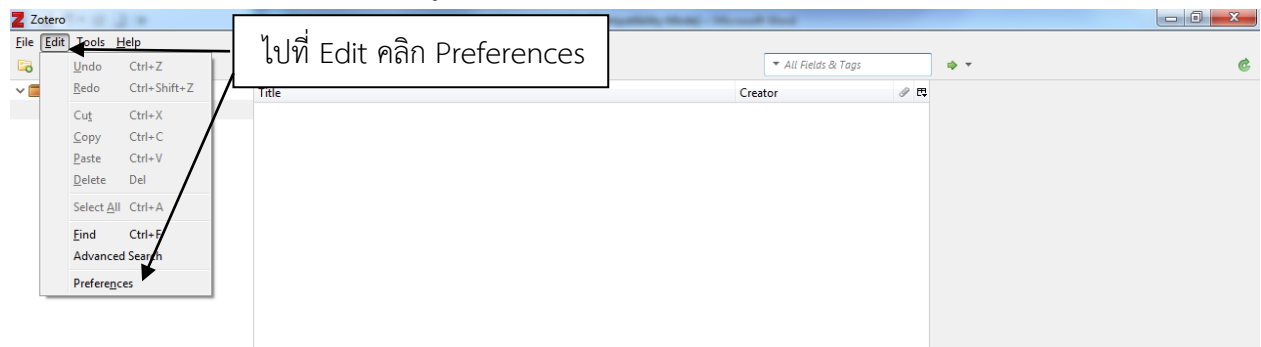 Zotero
File Edit Tools Help
ไปที่ Edit คลิก Preferences
All Fields & Tags
Undo Ctrl+Z
Redo Ctrl+Shift+Z
Title Creator
Cut Ctrl+X
Copy Ctrl+C
Paste Ctrl+V
Delete Del
Select All Ctrl+A
Find Ctrl+F
Advanced Search
Preferences